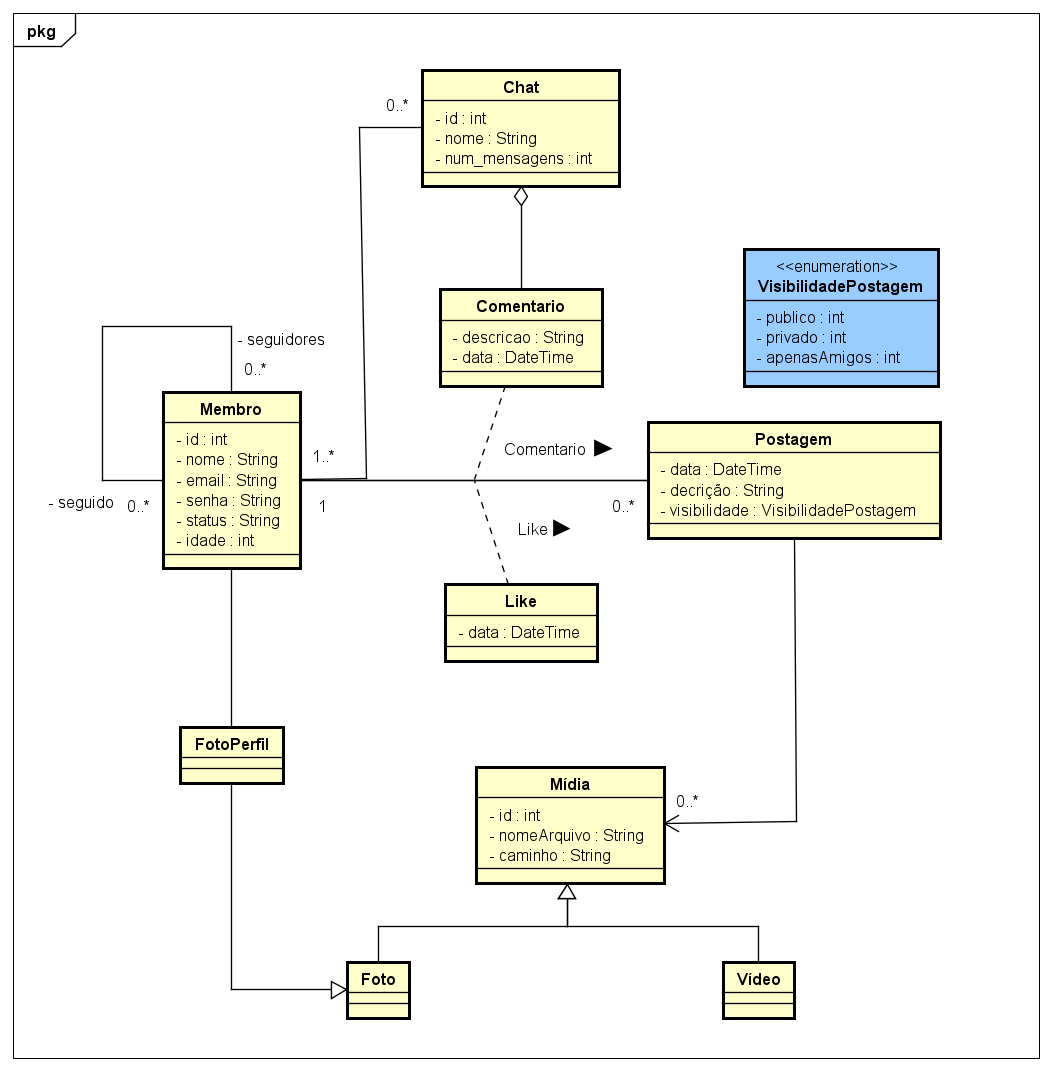 pkg
Chat
0..*
- id : int
- nome : String
- num_mensagens : int
<<enumeration>>
VisibilidadePostagem
- publico : int
- privado : int
- apenasAmigos : int
Comentario
- descricao : String
- data : DateTime
- seguidores
0..*
Membro
- id : int
- nome : String
- email : String
- senha : String
- status : String
- idade : int
1..*
1
- seguido
0..*
Comentario
Postagem
- data : DateTime
- decrição : String
- visibilidade : VisibilidadePostagem
0..*
Like
Like
- data : DateTime
FotoPerfil
Mídia
- id : int
- nomeArquivo : String
- caminho : String
0..*
Foto
Vídeo